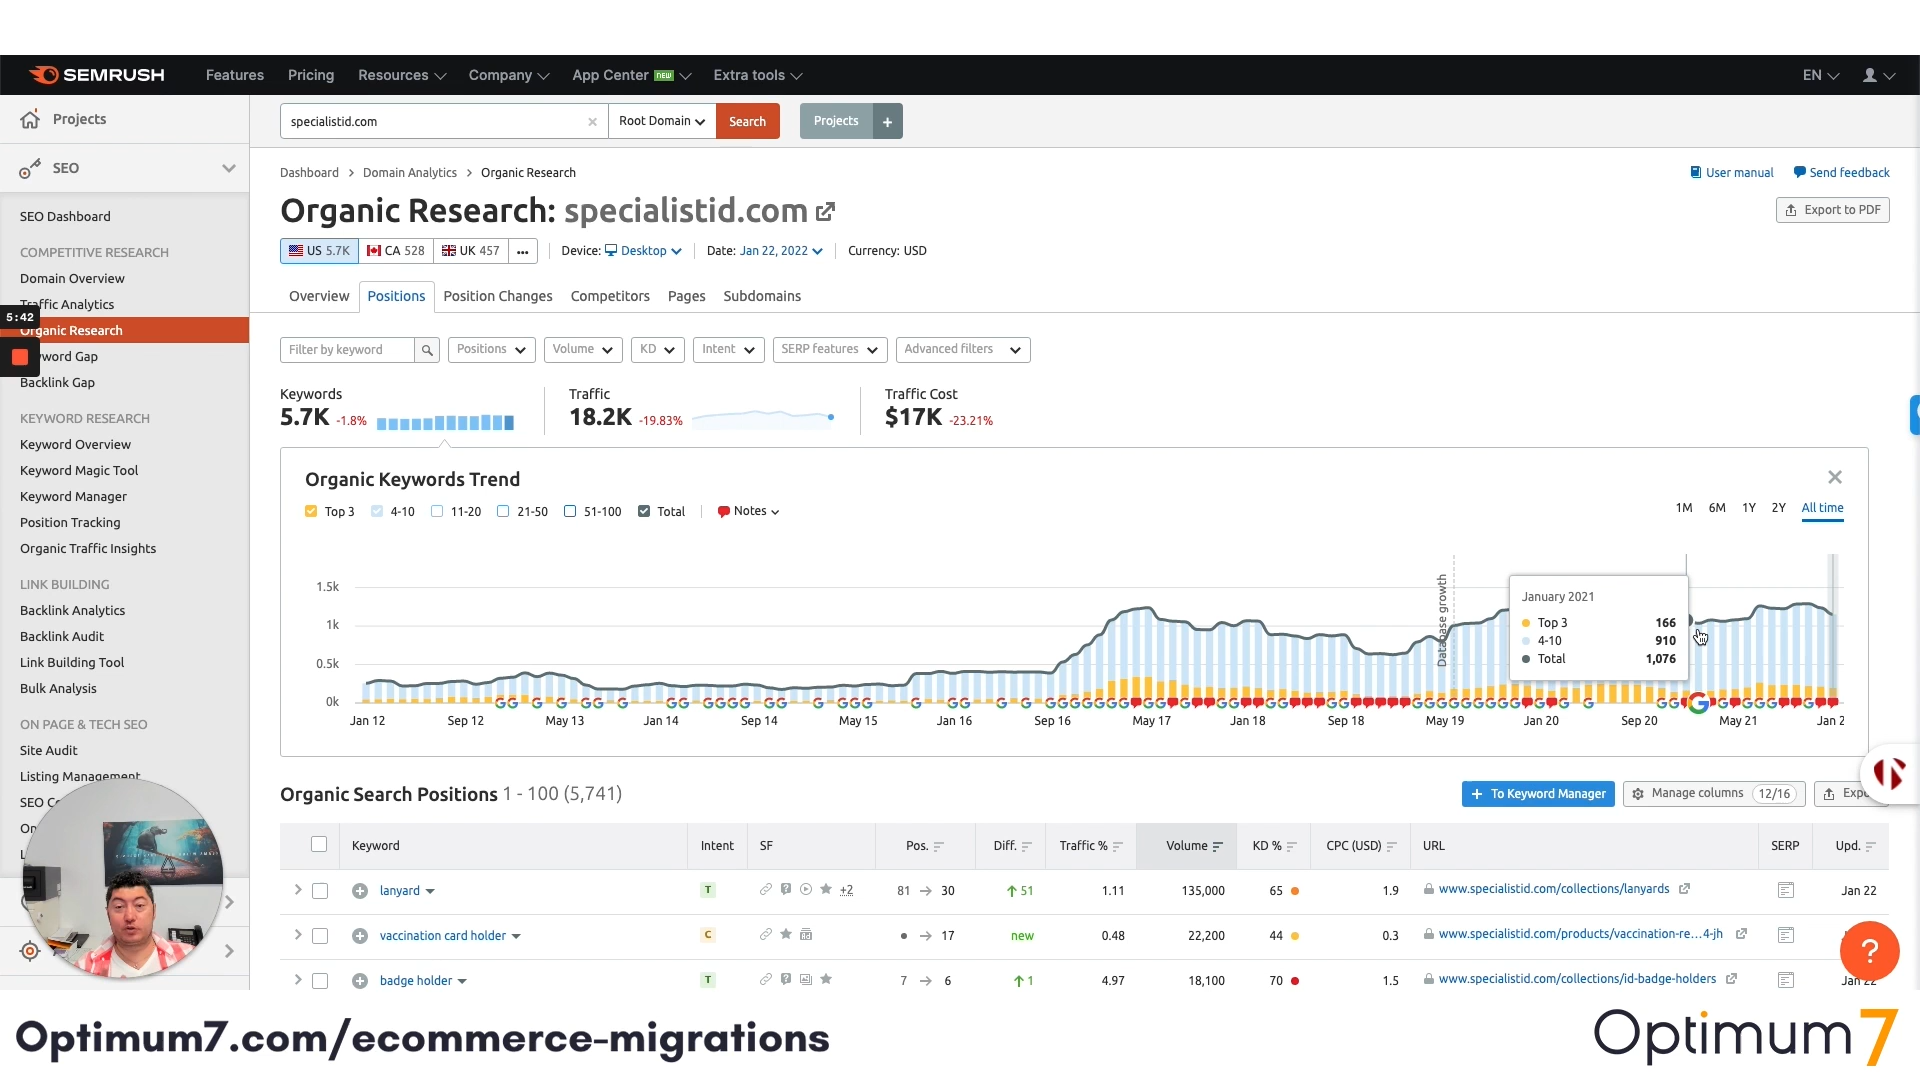 SEMRUSH Features Pricing Resources Company App Center NEW Extra tools EN
Projects
specialistid.com Root Domain Search Projects +
SEO
SEO Dashboard
COMPETITIVE RESEARCH
Domain Overview
Traffic Analytics
5:42
Organic Research
word Gap
Backlink Gap
KEYWORD RESEARCH
Keyword Overview
Keyword Magic Tool
Keyword Manager
Position Tracking
Organic Traffic Insights
LINK BUILDING
Backlink Analytics
Backlink Audit
Link Building Tool
Bulk Analysis
ON PAGE & TECH SEO
Site Audit
Listing Management
SEO
Dashboard > Domain Analytics > Organic Research
User manual Send feedback
Organic Research: specialistid.com
Export to PDF
US 5.7K CA 528 UK 457 ... Device: Desktop Date: Jan 22, 2022 Currency: USD
Overview Positions Position Changes Competitors Pages Subdomains
Filter by keyword Positions Volume KD Intent SERP features Advanced filters
Keywords Traffic Traffic Cost
5.7K -1.8% 18.2K -19.83% $17K -23.21%
Organic Keywords Trend
Top 3 4-10 11-20 21-50 51-100 Total Notes
1M 6M 1Y 2Y All time
1.5k
1k
0.5k
0k
Database growth
January 2021
Top 3 166
4-10 910
Total 1,076
Jan 12 Sep 12 May 13 Jan 14 Sep 14 May 15 Jan 16 Sep 16 May 17 Jan 18 Sep 18 May 19 Jan 20 Sep 20 May 21 Jan 2
Organic Search Positions 1 - 100 (5,741)
+ To Keyword Manager Manage columns 12/16 Exp
Keyword Intent SF Pos. Diff. Traffic % Volume KD % CPC (USD) URL SERP Upd.
lanyard T +2 81 → 30 ↑ 51 1.11 135,000 65 1.9 www.specialistid.com/collections/lanyards Jan 22
vaccination card holder C • → 17 new 0.48 22,200 44 0.3 www.specialistid.com/products/vaccination-re...4-jh
badge holder T 7 → 6 ↑ 1 4.97 18,100 70 1.5 www.specialistid.com/collections/id-badge-holders Jan 22
?
Optimum7.com/ecommerce-migrations
Optimum7